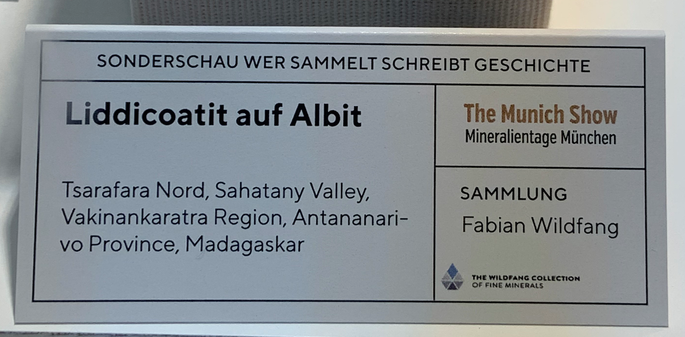 SONDERSCHAU WER SAMMELT SCHREIBT GESCHICHTE
Liddicoatit auf Albit
Tsarafara Nord, Sahatany Valley,
Vakinankaratra Region, Antananari-
vo Province, Madagaskar
The Munich Show
Mineralientage München
SAMMLUNG
Fabian Wildfang
THE WILDFANG COLLECTION
OF FINE MINERALS